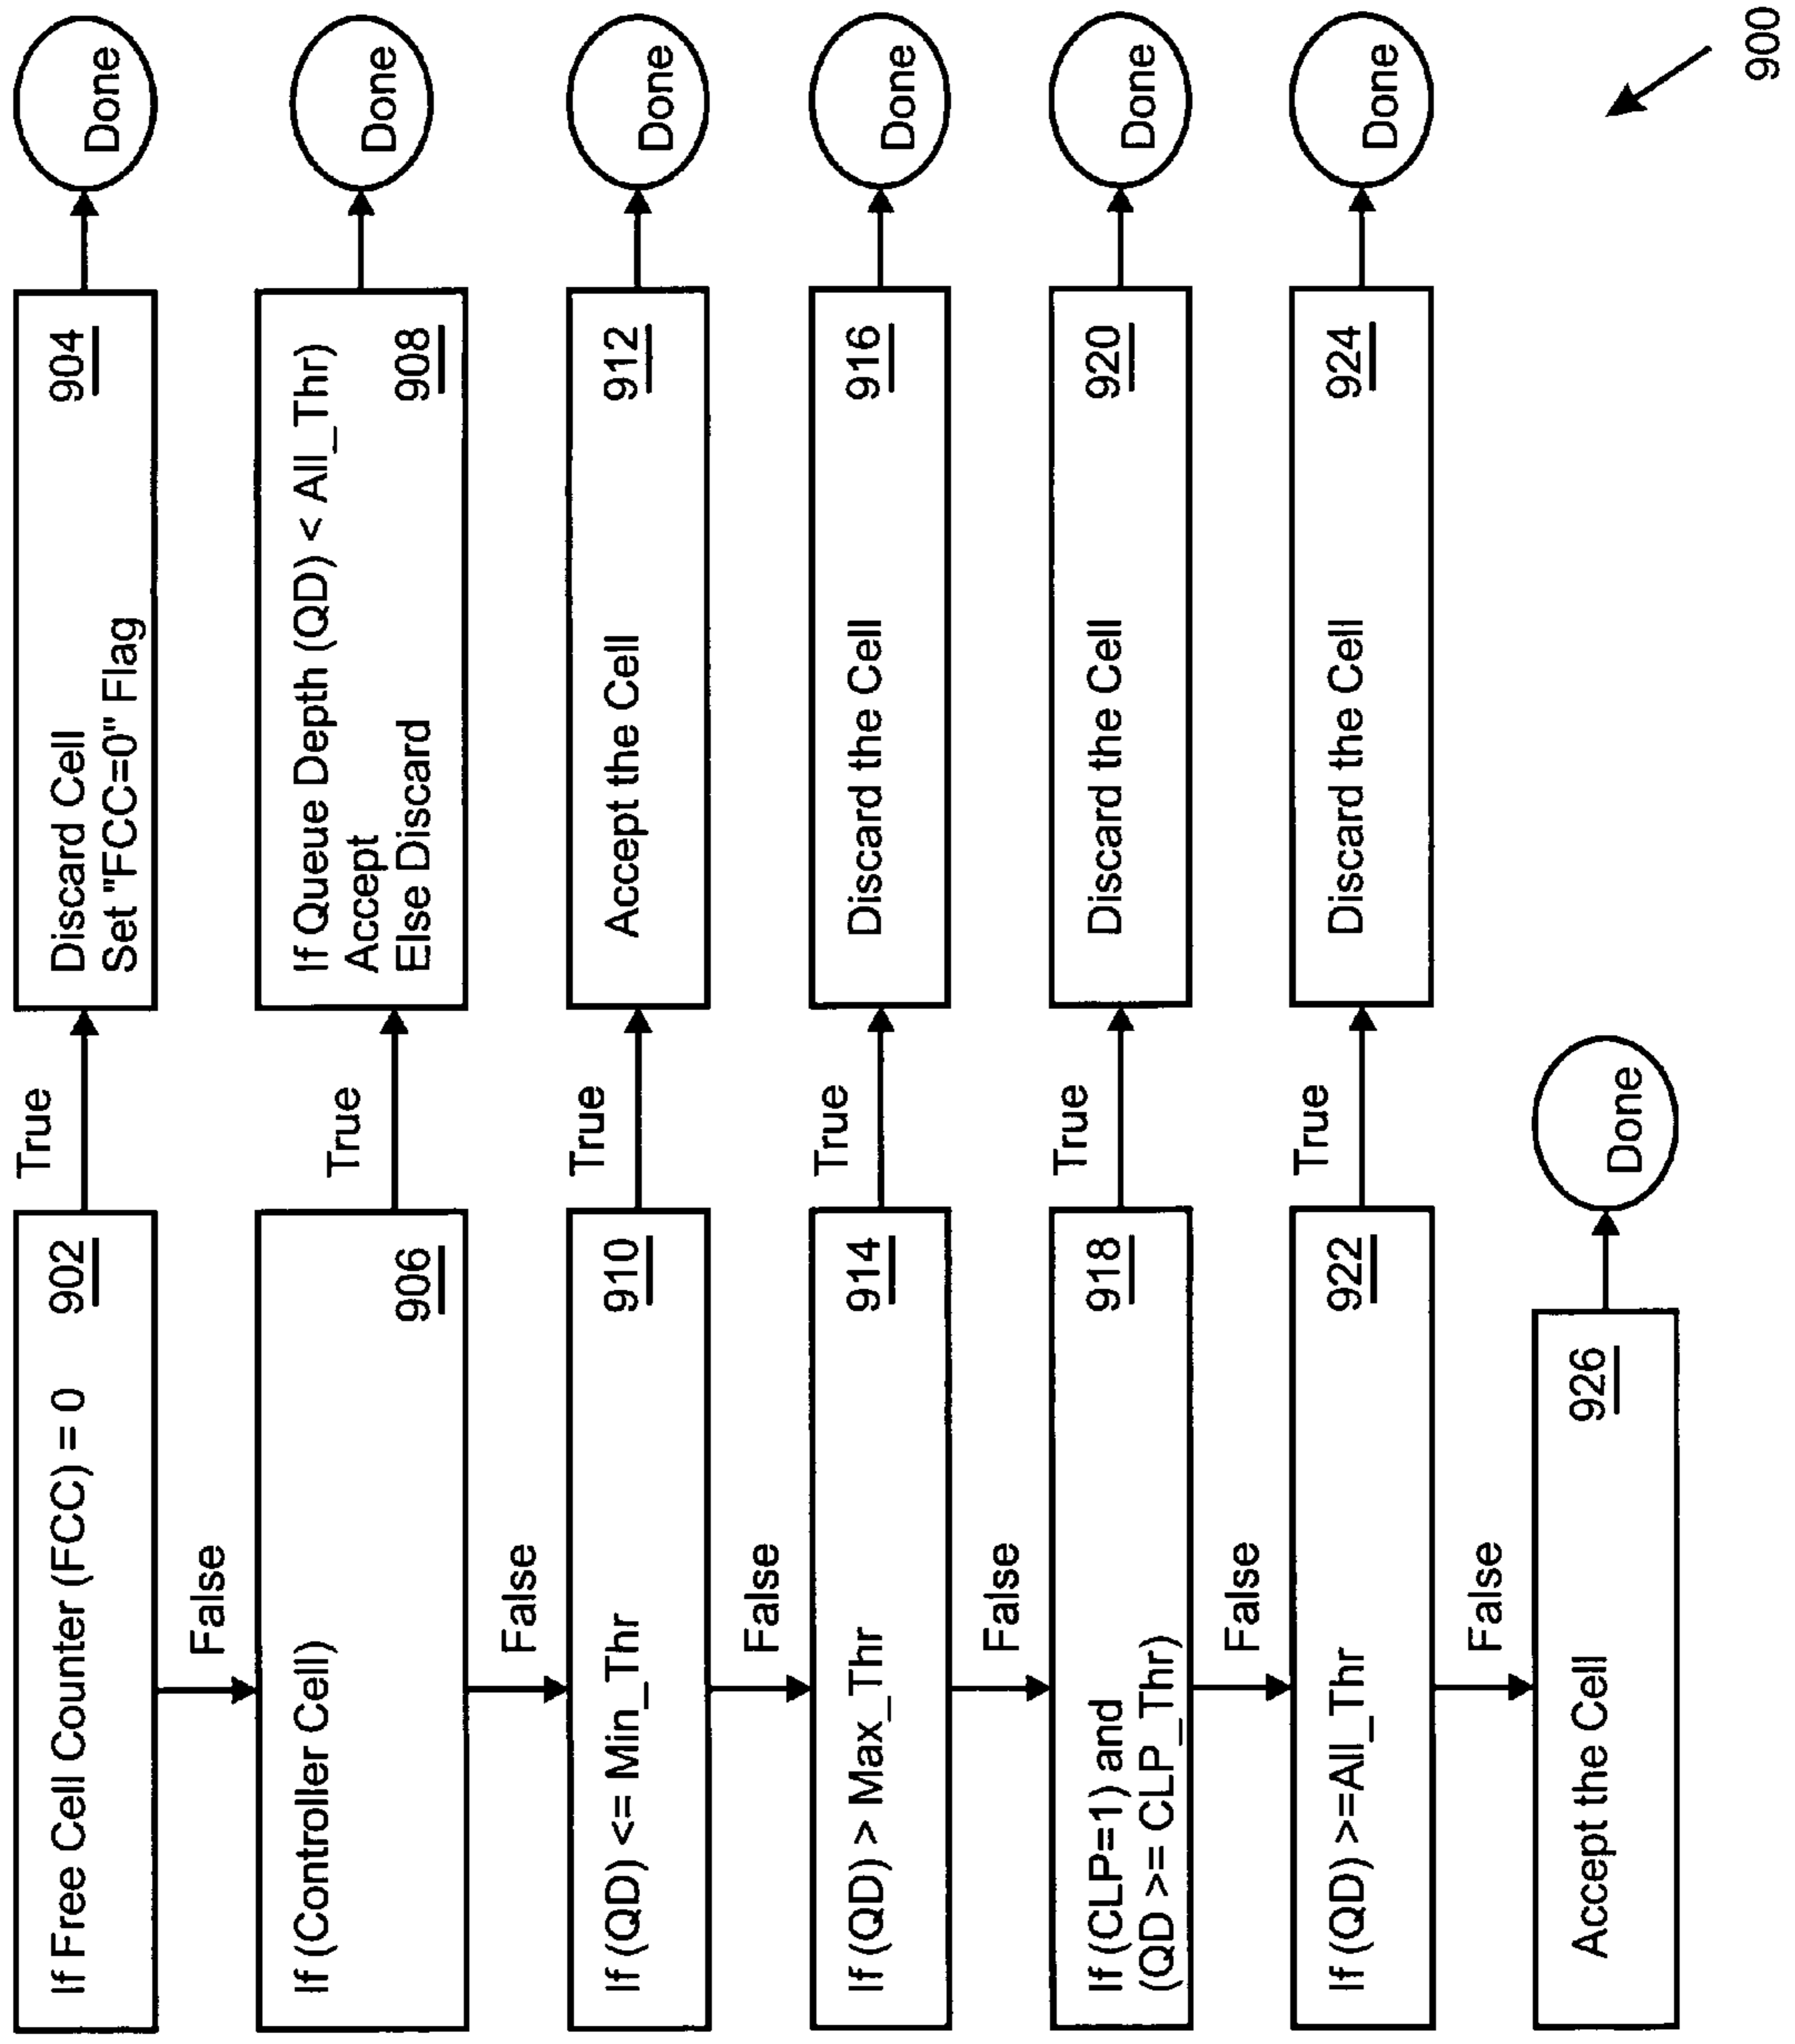 If Free Cell Counter (FCC) = 0 902
True
Discard Cell 904
Set "FCC=0" Flag
Done
False
If (Controller Cell)
906
True
If Queue Depth (QD) < All_Thr)
Accept
Else Discard 908
Done
False
If (QD) <= Min_Thr 910
True
Accept the Cell 912
Done
False
If (QD) > Max_Thr 914
True
Discard the Cell 916
Done
False
If (CLP=1) and 918
(QD >= CLP_Thr)
True
Discard the Cell 920
Done
False
If (QD) >=All_Thr 922
True
Discard the Cell 924
Done
False
Accept the Cell 926
Done
900